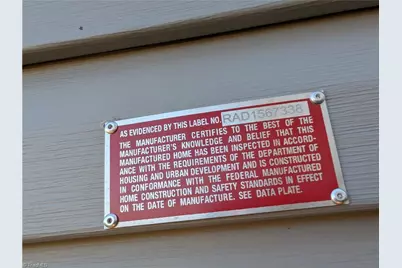 AS EVIDENCED BY THIS LABEL NO. RAD1567338
THE MANUFACTURER CERTIFIES TO THE BEST OF THE
MANUFACTURER'S KNOWLEDGE AND BELIEF THAT THIS
MANUFACTURED HOME HAS BEEN INSPECTED IN ACCORD-
ANCE WITH THE REQUIREMENTS OF THE DEPARTMENT OF
HOUSING AND URBAN DEVELOPMENT AND IS CONSTRUCTED
IN CONFORMANCE WITH THE FEDERAL MANUFACTURED
HOME CONSTRUCTION AND SAFETY STANDARDS IN EFFECT
ON THE DATE OF MANUFACTURE. SEE DATA PLATE.